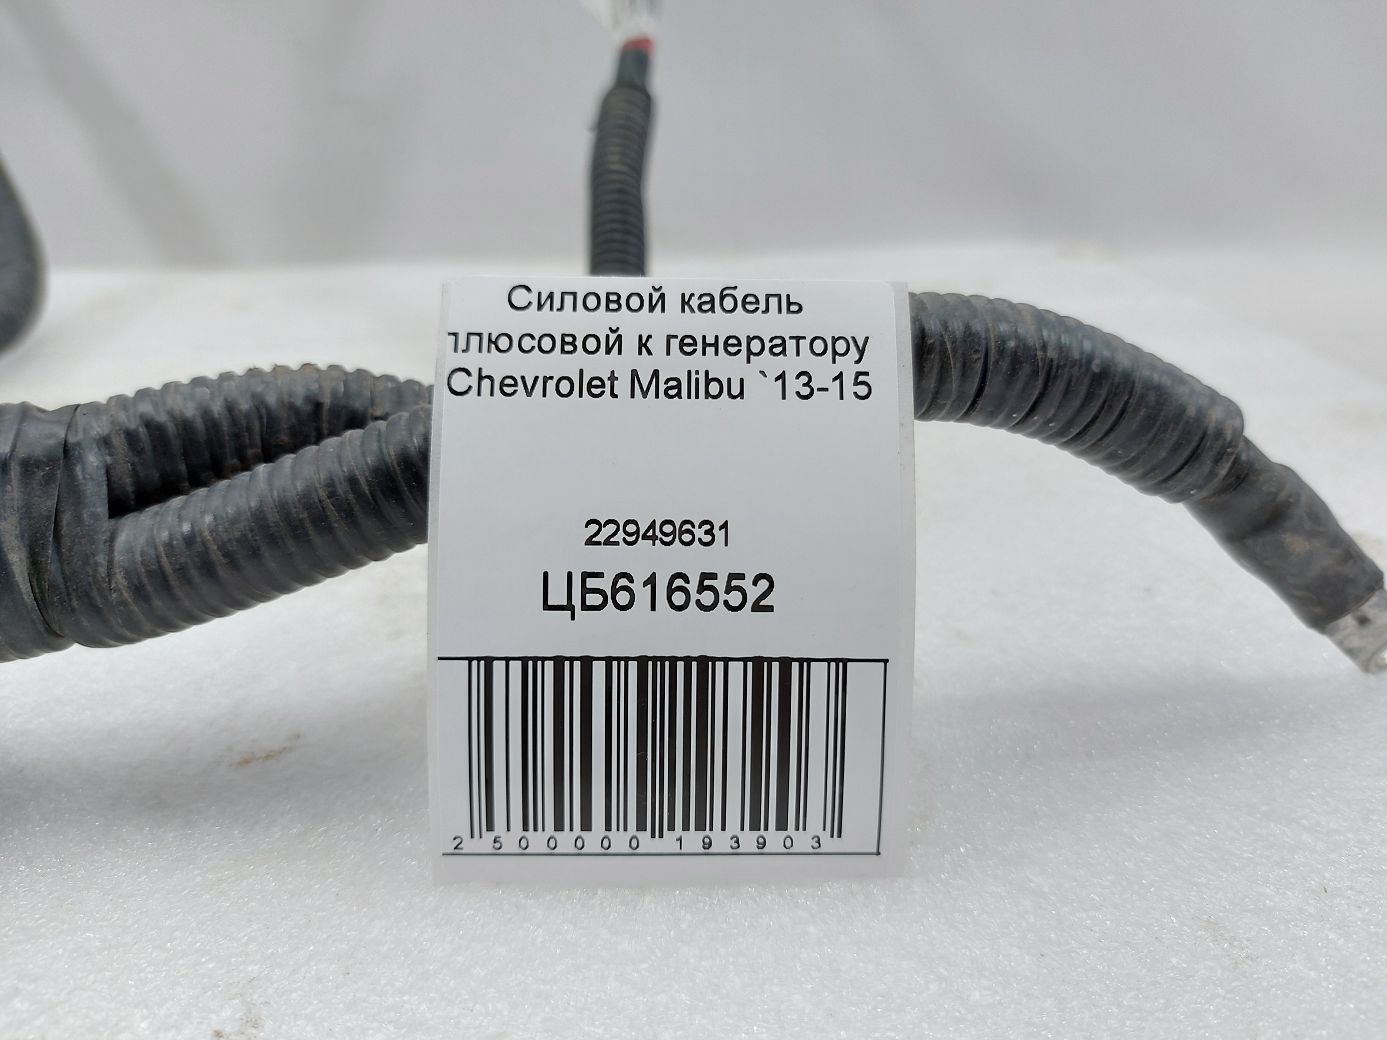 Силовой кабель
плюсовой к генератору
Chevrolet Malibu `13-15
22949631
ЦБ616552
2 500000 193903